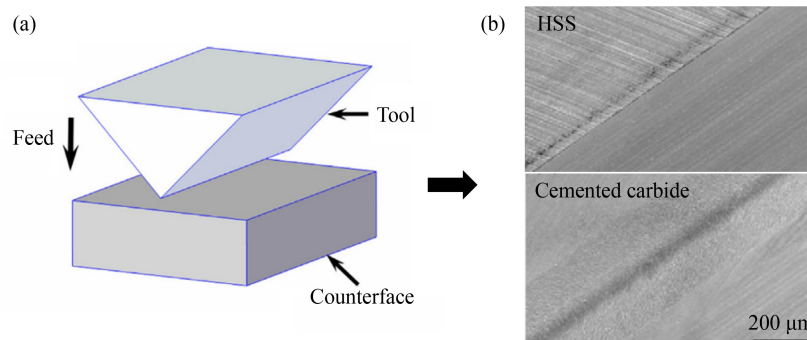 (a)
Tool
Feed
Counterface
(b)
HSS
Cemented carbide
200 μm